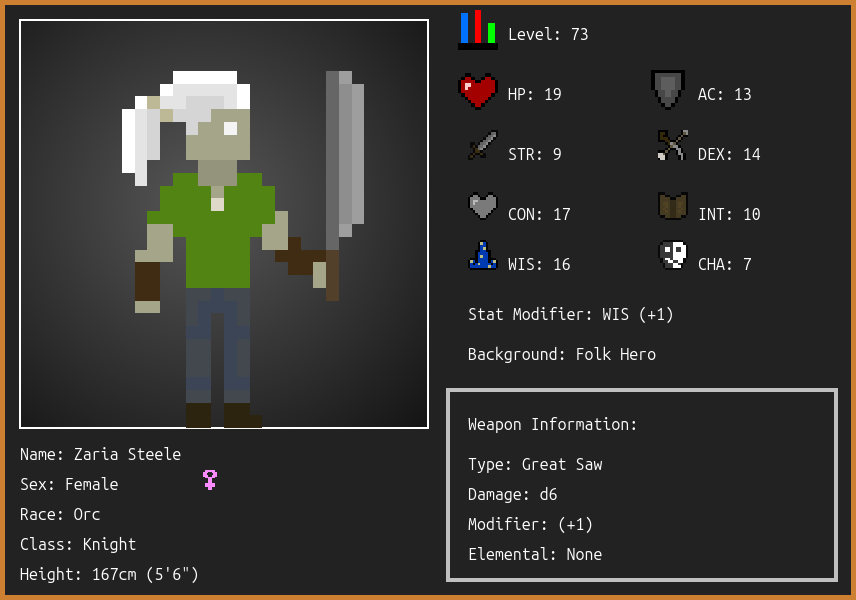 Level: 73
HP: 19
AC: 13
STR: 9
DEX: 14
CON: 17
INT: 10
WIS: 16
CHA: 7
Stat Modifier: WIS (+1)
Background: Folk Hero
Weapon Information:
Type: Great Saw
Damage: d6
Modifier: (+1)
Elemental: None
Name: Zaria Steele
Sex: Female
Race: Orc
Class: Knight
Height: 167cm (5'6")